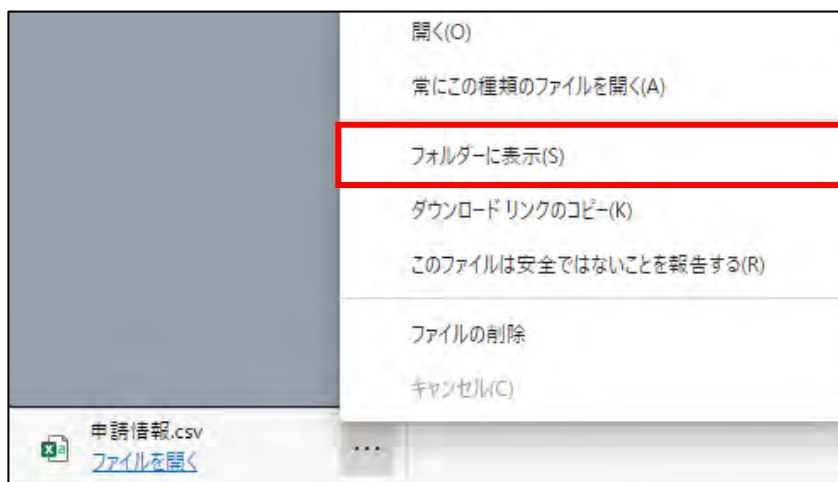 開く(O)
常にこの種類のファイルを開く(A)
フォルダーに表示(S)
ダウンロード リンクのコピー(K)
このファイルは安全ではないことを報告する(R)
ファイルの削除
キャンセル(C)
申請情報.csv
ファイルを開く
...